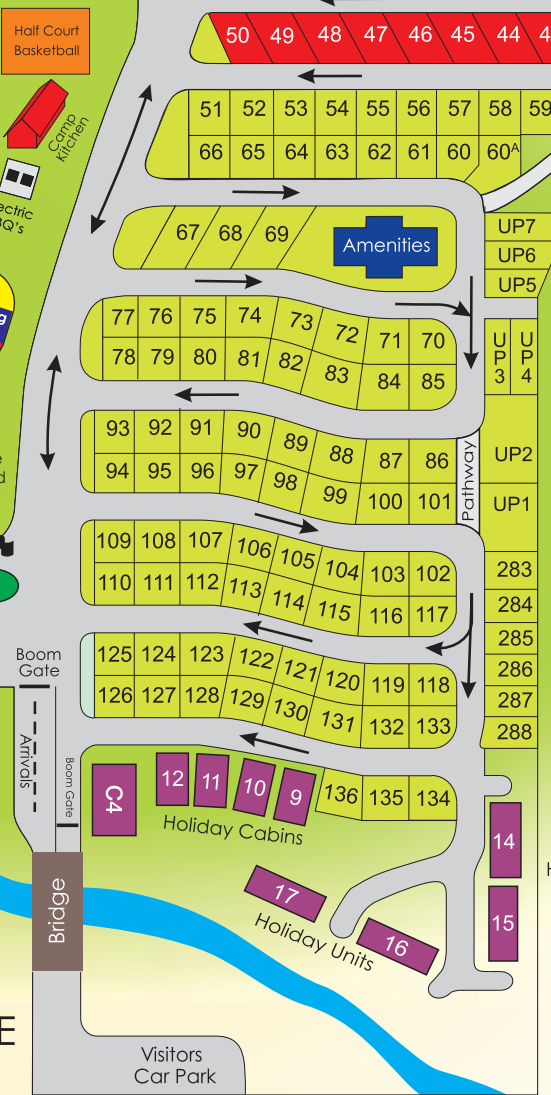 Half Court
Basketball
50 49 48 47 46 45 44 4
Camp
Kitchen
51 52 53 54 55 56 57 58 59
66 65 64 63 62 61 60 60A
ectric
BQ's
67 68 69
Amenities
UP7
UP6
UP5
g
77 76 75 74 73 72 71 70
78 79 80 81 82 83 84 85
UP3 UP4
93 92 91 90 89 88 87 86
94 95 96 97 98 99 100 101
Pathway
UP2
UP1
e
d
109 108 107 106 105 104 103 102
110 111 112 113 114 115 116 117
283
284
285
286
287
288
Boom
Gate
125 124 123 122 121 120 119 118
126 127 128 129 130 131 132 133
Arrivals
Boom Gate
C4
12 11 10 9
136 135 134
Holiday Cabins
14
15
H
17
16
Holiday Units
Bridge
E
Visitors
Car Park